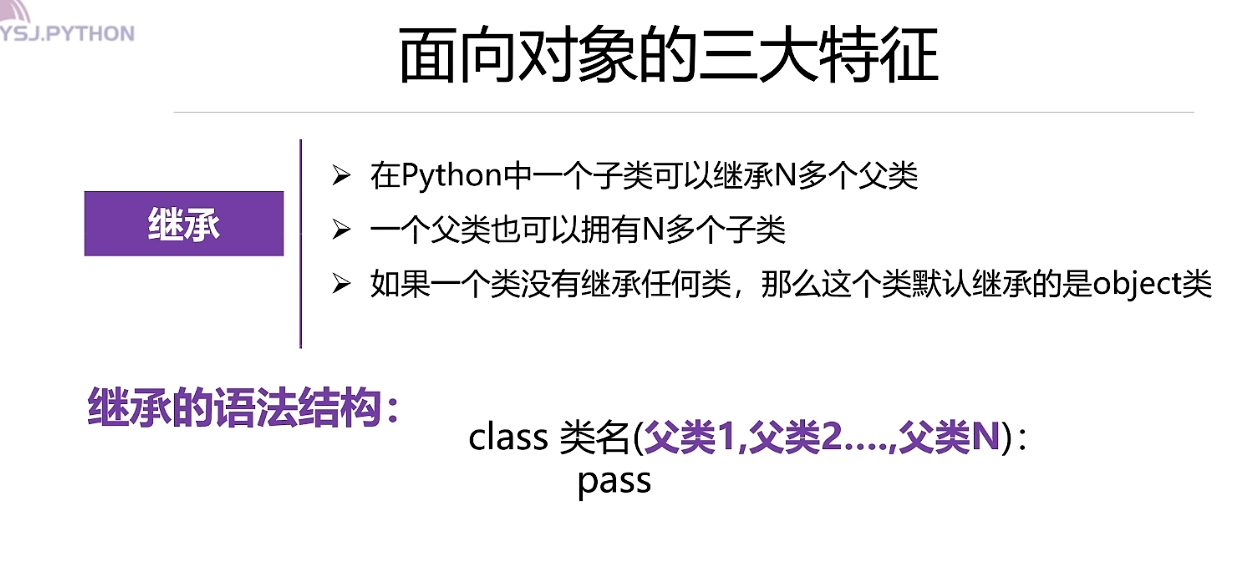 YSJ.PYTHON
面向对象的三大特征
继承
在Python中一个子类可以继承N多个父类
一个父类也可以拥有N多个子类
如果一个类没有继承任何类，那么这个类默认继承的是object类
继承的语法结构：
class 类名(父类1,父类2....,父类N)：
pass